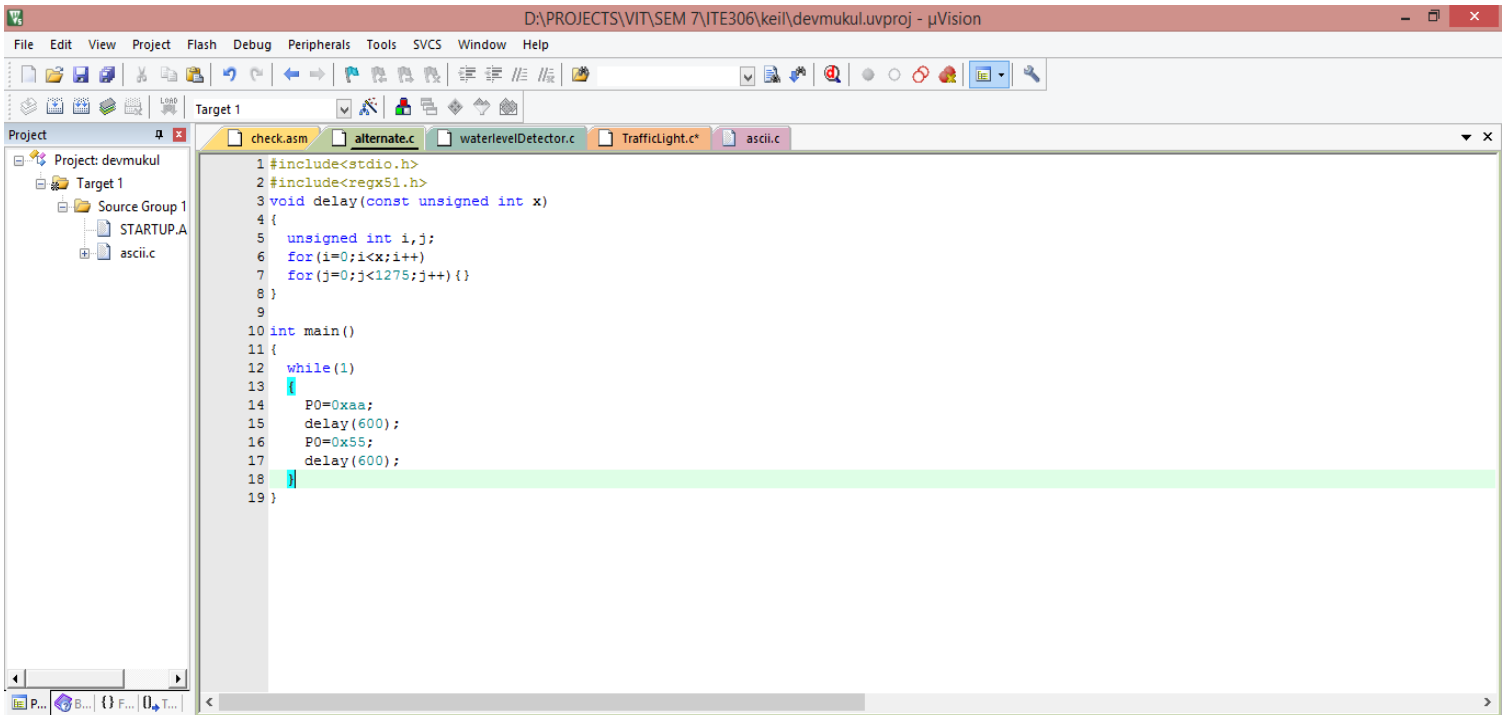 D:\PROJECTS\VIT\SEM 7\ITE306\keil\devmukul.uvproj - µVision
File Edit View Project Flash Debug Peripherals Tools SVCS Window Help
LOAD Target 1
Project
check.asm alternate.c waterlevelDetector.c TrafficLight.c* ascii.c
Project: devmukul
Target 1
Source Group 1
STARTUP.A
ascii.c
1 #include<stdio.h>
2 #include<regx51.h>
3 void delay(const unsigned int x)
4 {
5 unsigned int i,j;
6 for(i=0;i<x;i++)
7 for(j=0;j<1275;j++){}
8 }
9
10 int main()
11 {
12 while(1)
13 {
14 P0=0xaa;
15 delay(600);
16 P0=0x55;
17 delay(600);
18 }
19 }
P... B... {} F... 0 T...